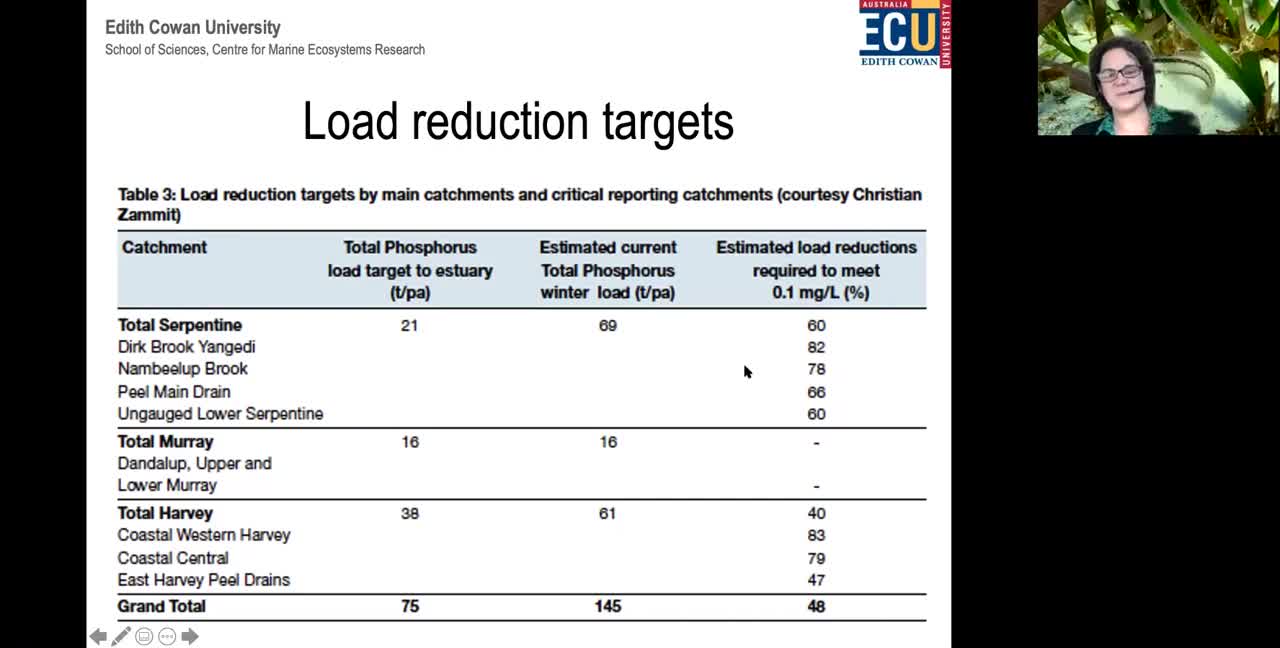 Edith Cowan University
School of Sciences, Centre for Marine Ecosystems Research
AUSTRALIA
ECU
EDITH COWAN
UNIVERSITY
Load reduction targets
Table 3: Load reduction targets by main catchments and critical reporting catchments (courtesy Christian
Zammit)
Catchment Total Phosphorus load target to estuary (t/pa) Estimated current Total Phosphorus winter load (t/pa) Estimated load reductions required to meet 0.1 mg/L (%)
Total Serpentine 21 69 60
Dirk Brook Yangedi 82
Nambeelup Brook 78
Peel Main Drain 66
Ungauged Lower Serpentine 60
Total Murray 16 16 -
Dandalup, Upper and
Lower Murray -
Total Harvey 38 61 40
Coastal Western Harvey 83
Coastal Central 79
East Harvey Peel Drains 47
Grand Total 75 145 48